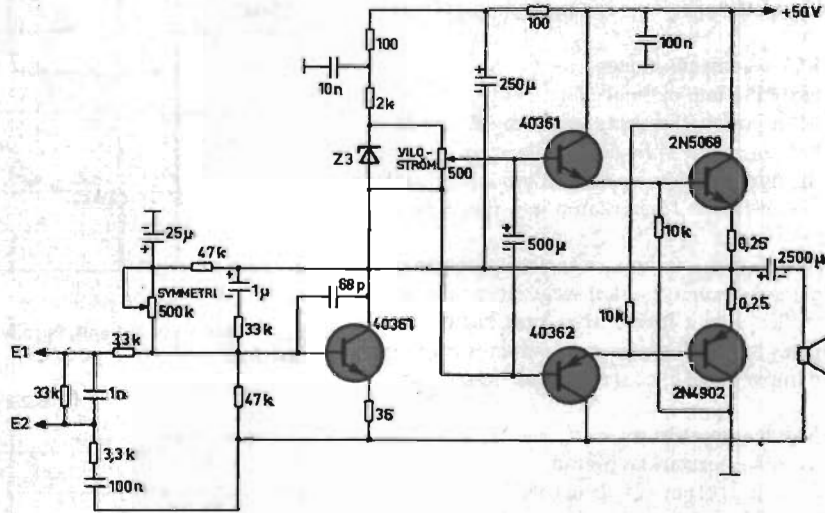 +50V
100
100
100n
10n
250µ
2k
40361
2N5068
Z3
VILO-
STRÖM
500
25µ
500µ
10k
0,25
47k
2500µ
SYMMETRI
1µ
68p
0,25
500k
10k
33k
40361
40362
E1
33k
33k
1n
47k
2N4902
E2
36
3,3k
100n